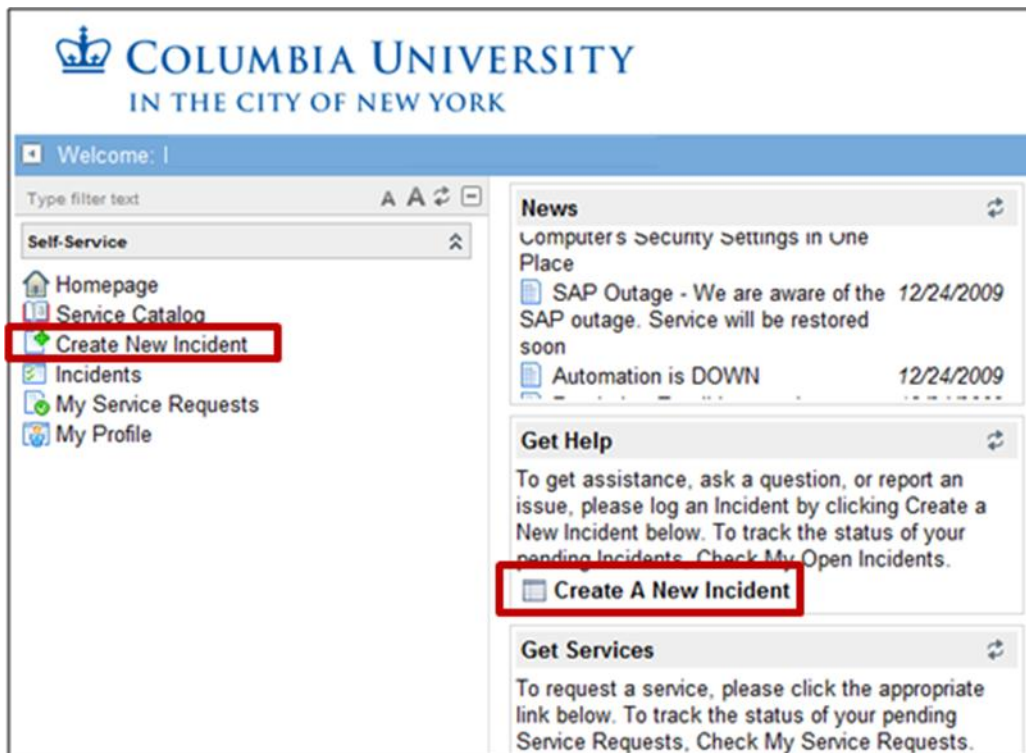 COLUMBIA UNIVERSITY
IN THE CITY OF NEW YORK
Welcome: I
Type filter text A A
Self-Service
Homepage
Service Catalog
Create New Incident
Incidents
My Service Requests
My Profile
News
Computer's Security Settings in One
Place
SAP Outage - We are aware of the 12/24/2009
SAP outage. Service will be restored
soon
Automation is DOWN 12/24/2009
Get Help
To get assistance, ask a question, or report an
issue, please log an Incident by clicking Create a
New Incident below. To track the status of your
pending Incidents, Check My Open Incidents.
Create A New Incident
Get Services
To request a service, please click the appropriate
link below. To track the status of your pending
Service Requests, Check My Service Requests.